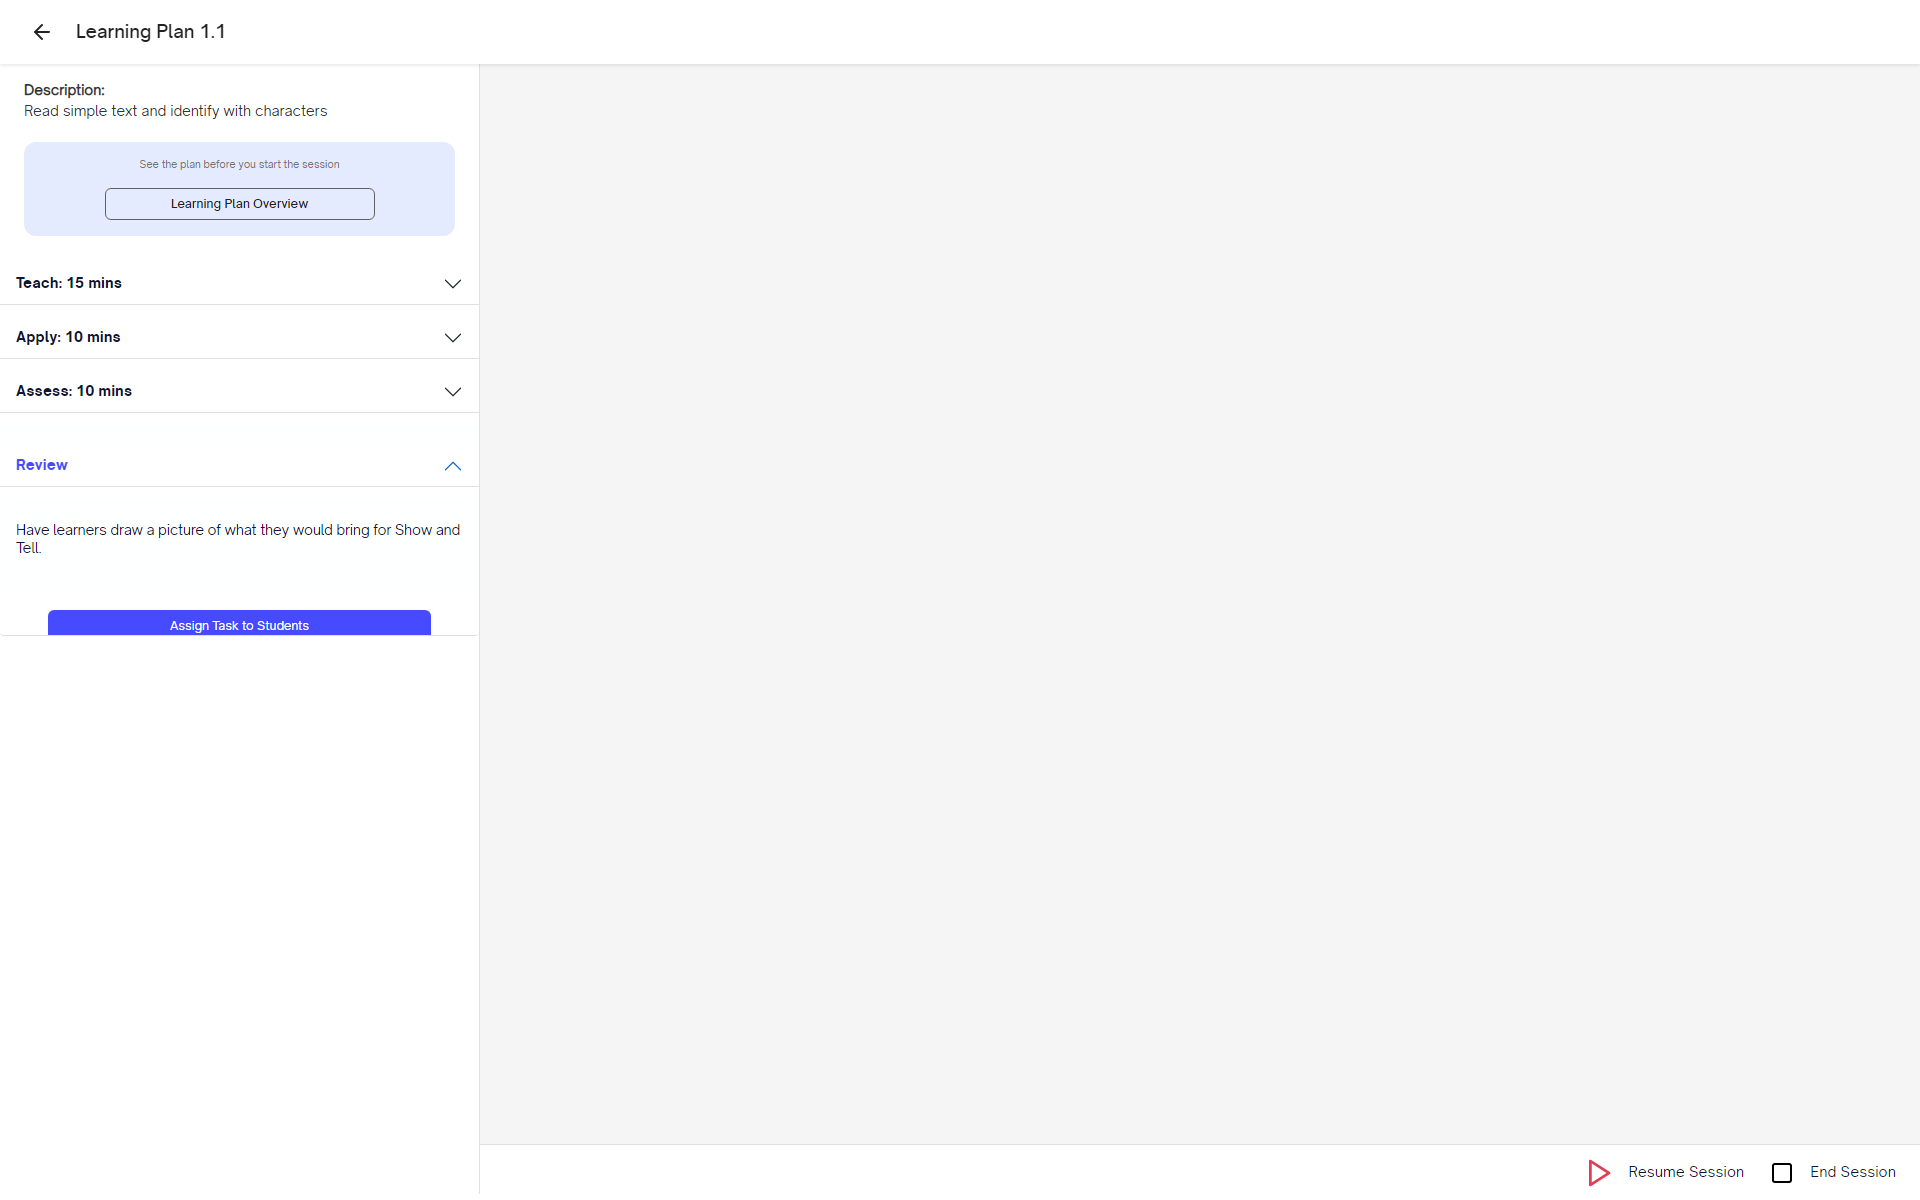 Learning Plan 1.1
Description:
Read simple text and identify with characters
See the plan before you start the session
Learning Plan Overview
Teach: 15 mins
Apply: 10 mins
Assess: 10 mins
Review
Have learners draw a picture of what they would bring for Show and
Tell.
Assign Task to Students
Resume Session
End Session